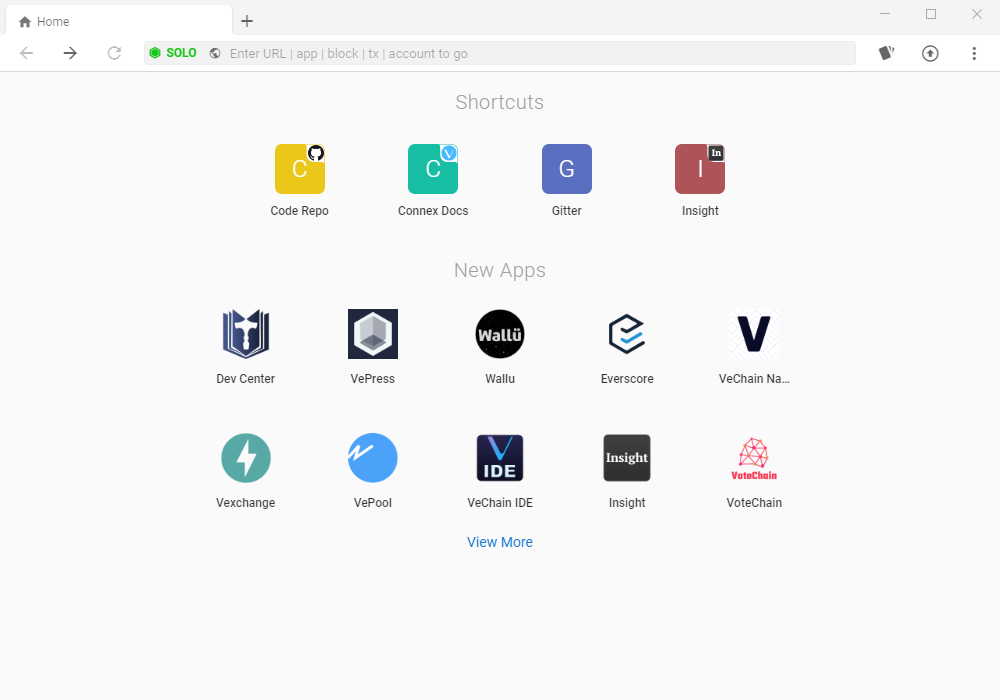 Home
SOLO Enter URL | app | block | tx | account to go
Shortcuts
C C G I In
Code Repo Connex Docs Gitter Insight
New Apps
Wallü V
Dev Center VePress Wallu Everscore VeChain Na...
IDE Insight VoteChain
Vexchange VePool VeChain IDE Insight VoteChain
View More